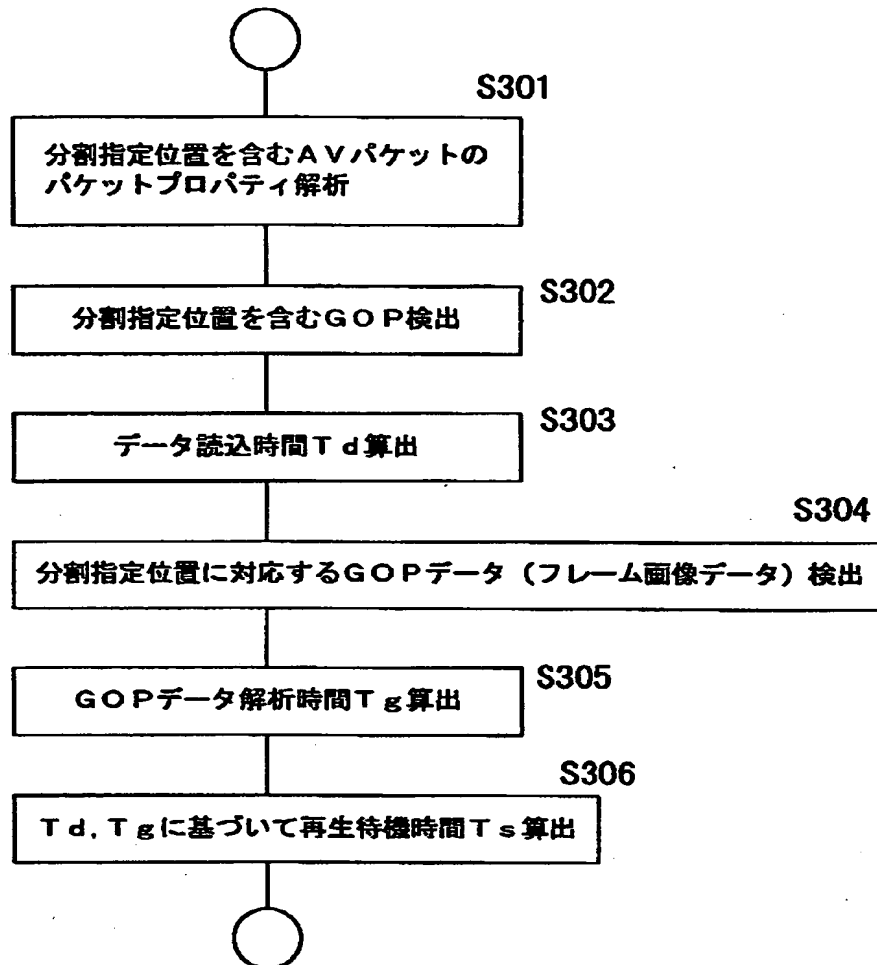 S301
分割指定位置を含むＡＶパケットの
パケットプロパティ解析
S302
分割指定位置を含むＧＯＰ検出
S303
データ読込時間Ｔｄ算出
S304
分割指定位置に対応するＧＯＰデータ（フレーム画像データ）検出
S305
ＧＯＰデータ解析時間Ｔｇ算出
S306
Ｔｄ，Ｔｇに基づいて再生待機時間Ｔｓ算出